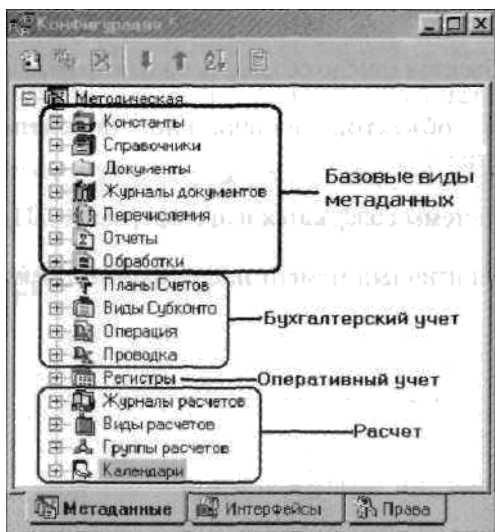 Конфигурация *
Методическая
Константы
Справочники
Документы
Журналы документов
Перечисления
Отчеты
Обработки
Базовые виды
метаданных
Планы Счетов
Виды Субконто
Операция
Проводка
Бухгалтерский учет
Регистры
Оперативный учет
Журналы расчетов
Виды расчетов
Группы расчетов
Календари
Расчет
Метаданные
Интерфейсы
Права